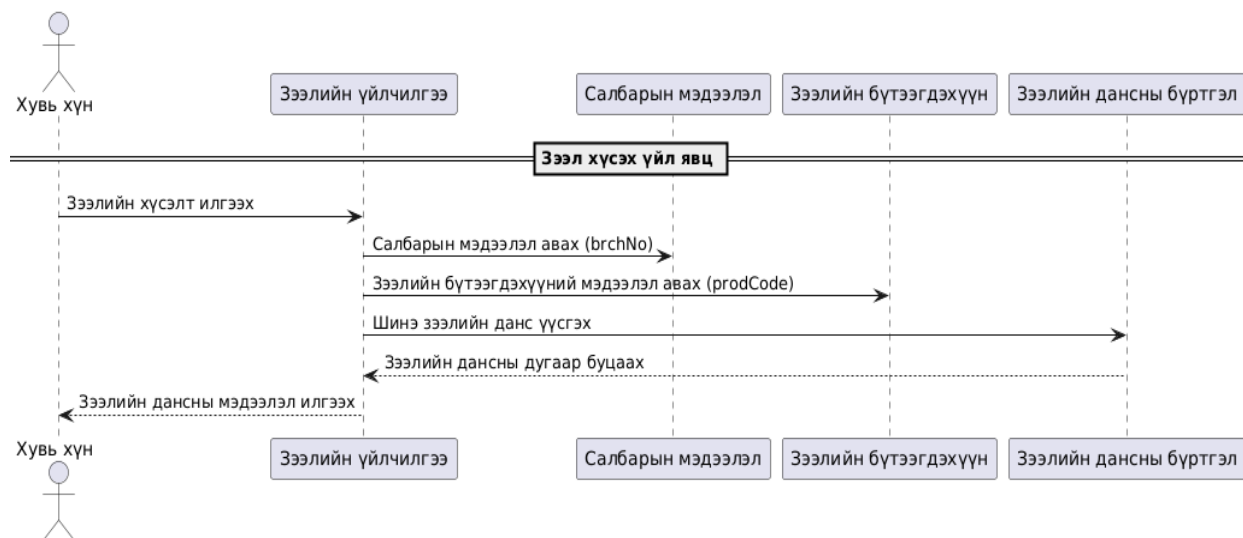 Хувь хүн
Зээлийн үйлчилгээ
Салбарын мэдээлэл
Зээлийн бүтээгдэхүүн
Зээлийн дансны бүртгэл
Зээл хүсэх үйл явц
Зээлийн хүсэлт илгээх
Салбарын мэдээлэл авах (brchNo)
Зээлийн бүтээгдэхүүний мэдээлэл авах (prodCode)
Шинэ зээлийн данс үүсгэх
Зээлийн дансны дугаар буцаах
Зээлийн дансны мэдээлэл илгээх
Хувь хүн
Зээлийн үйлчилгээ
Салбарын мэдээлэл
Зээлийн бүтээгдэхүүн
Зээлийн дансны бүртгэл